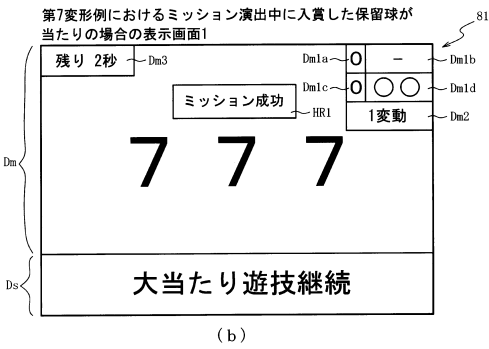 第7変形例におけるミッション演出中に入賞した保留球が
当たりの場合の表示画面1
81
残り 2秒
Dm3
Dm1a
0
－
Dm1b
Dm1c
0
○○
Dm1d
ミッション成功
HR1
1変動
Dm2
7 7 7
Dm
Ds
大当たり遊技継続
(b)